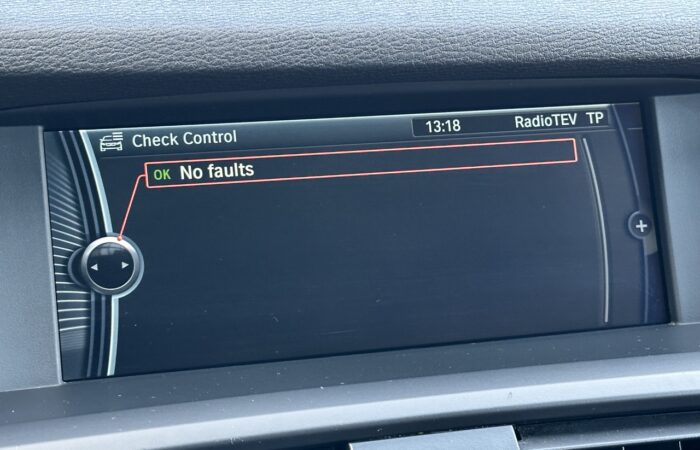 Check Control
13:18
RadioTEV TP
OK No faults